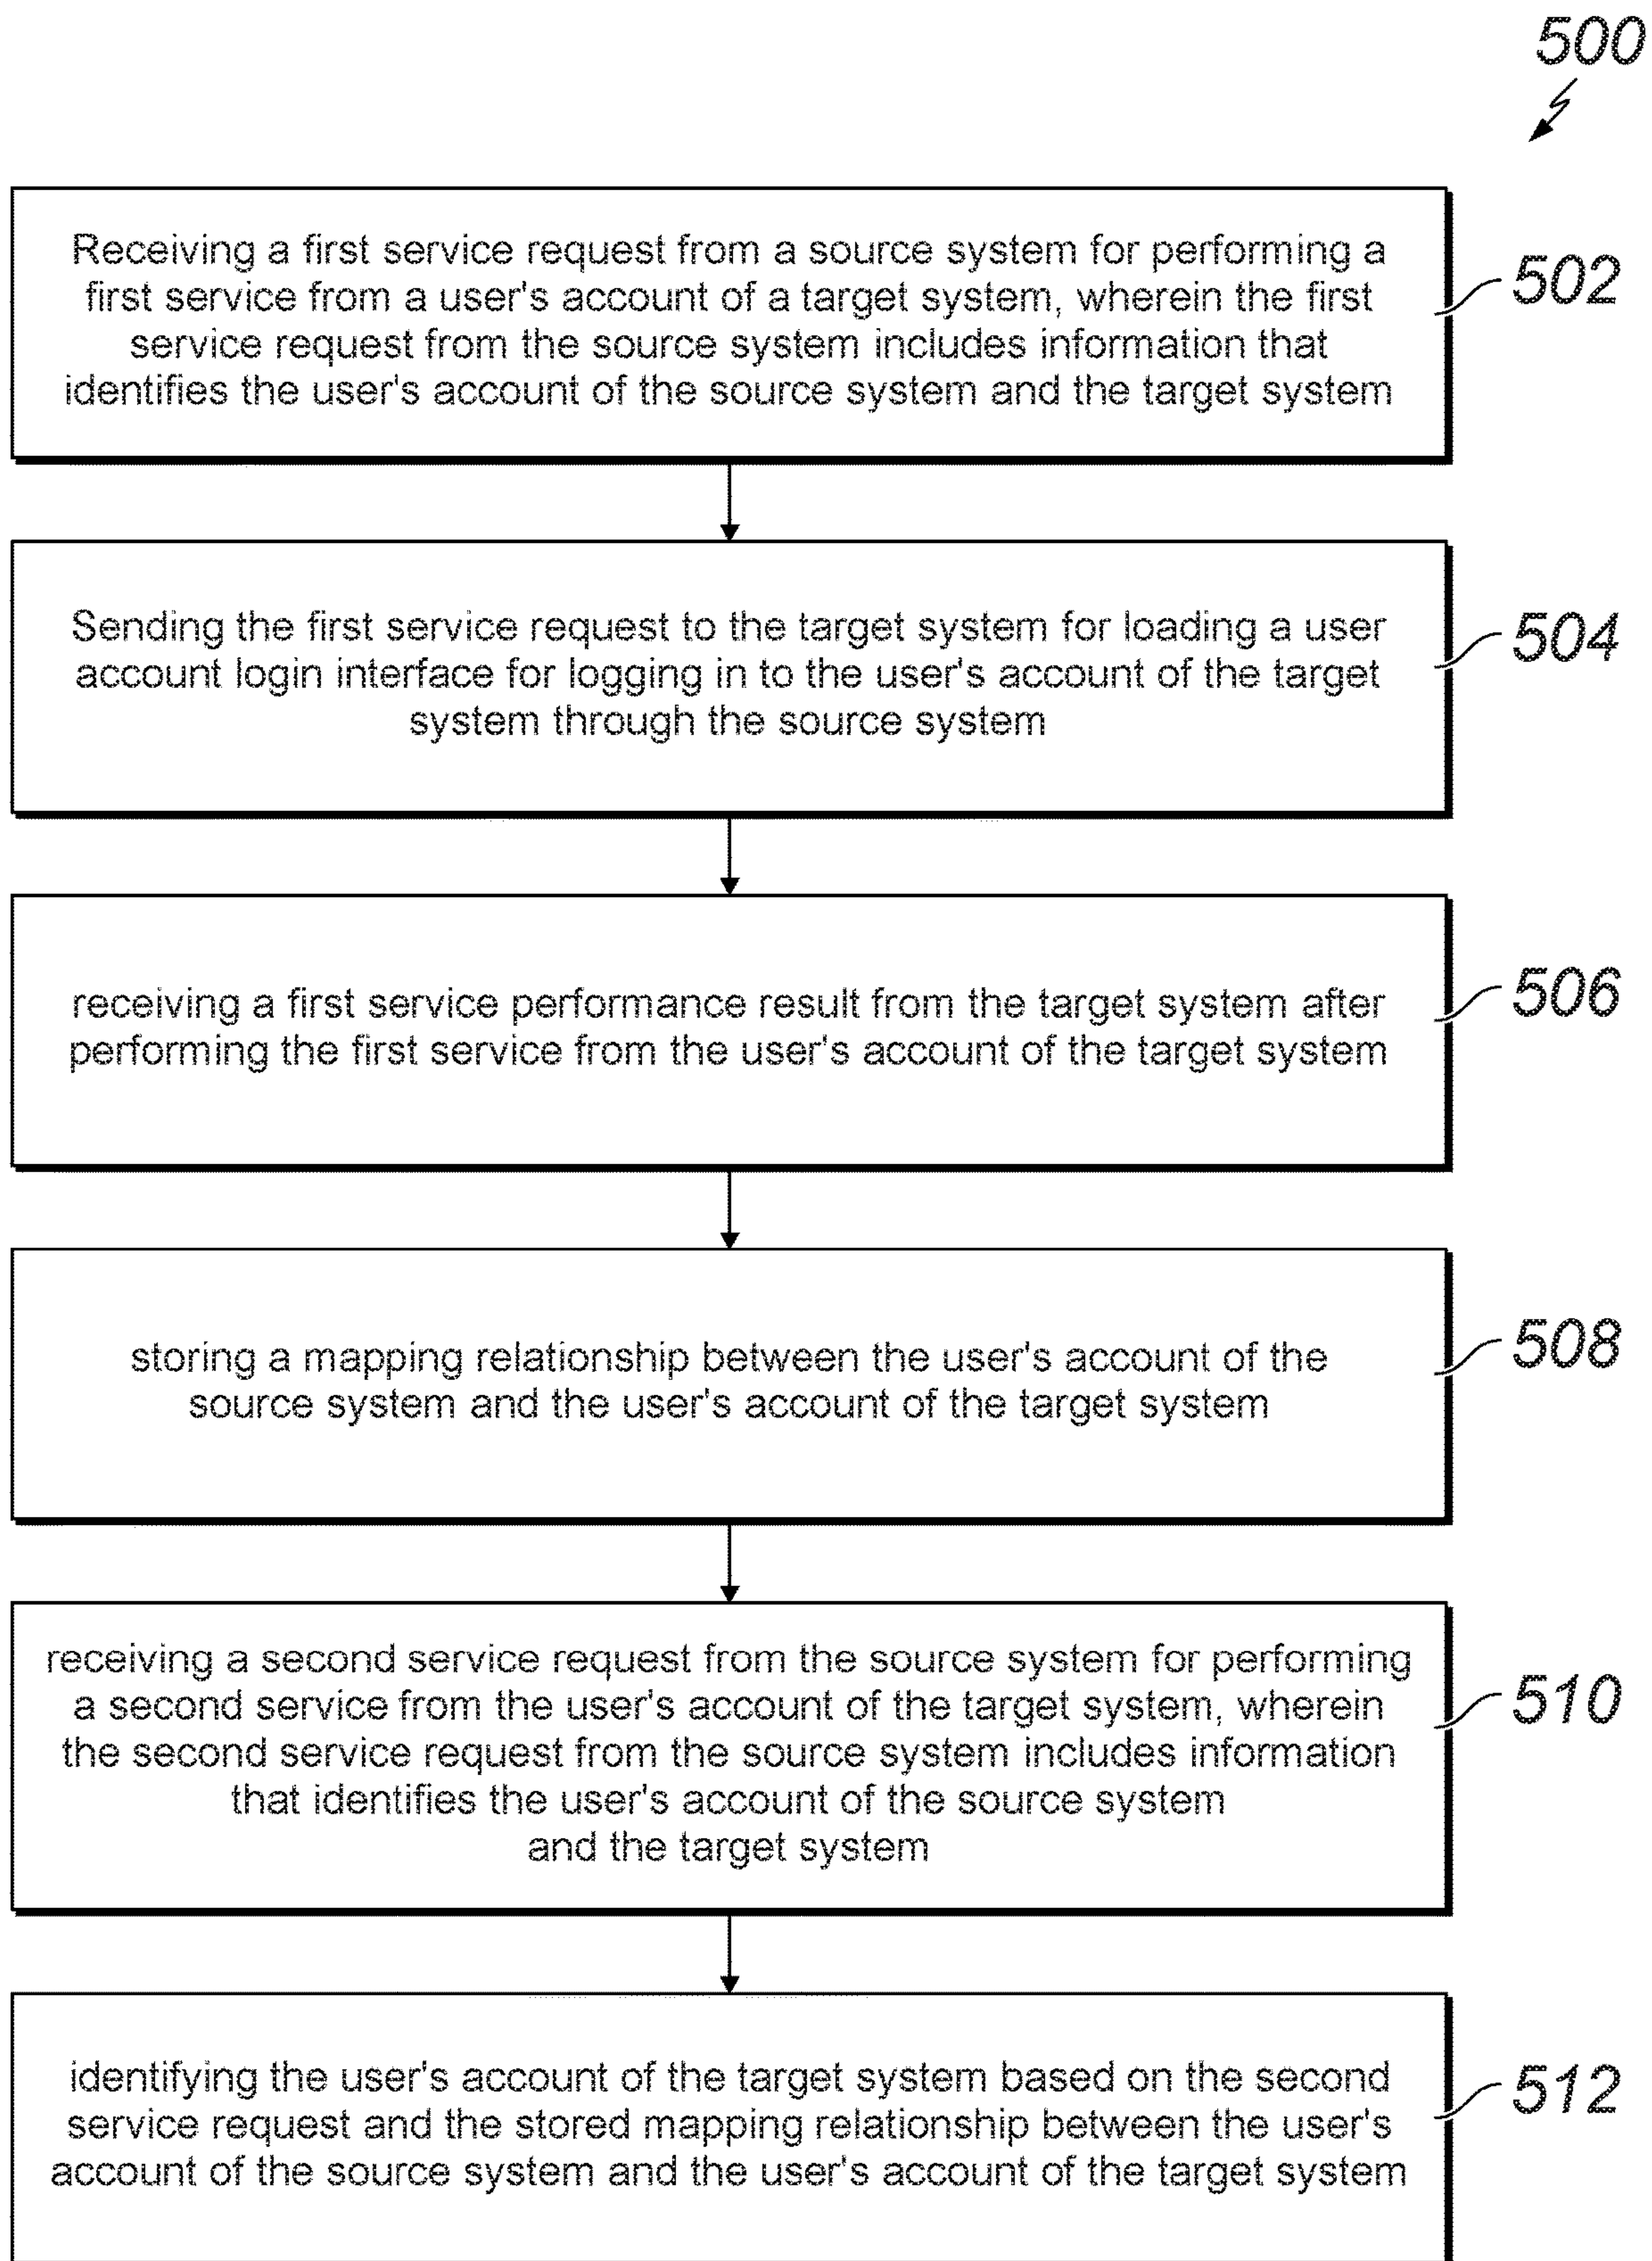 500
Receiving a first service request from a source system for performing a
first service from a user's account of a target system, wherein the first
service request from the source system includes information that
identifies the user's account of the source system and the target system
502
Sending the first service request to the target system for loading a user
account login interface for logging in to the user's account of the target
system through the source system
504
receiving a first service performance result from the target system after
performing the first service from the user's account of the target system
506
storing a mapping relationship between the user's account of the
source system and the user's account of the target system
508
receiving a second service request from the source system for performing
a second service from the user's account of the target system, wherein
the second service request from the source system includes information
that identifies the user's account of the source system
and the target system
510
identifying the user's account of the target system based on the second
service request and the stored mapping relationship between the user's
account of the source system and the user's account of the target system
512